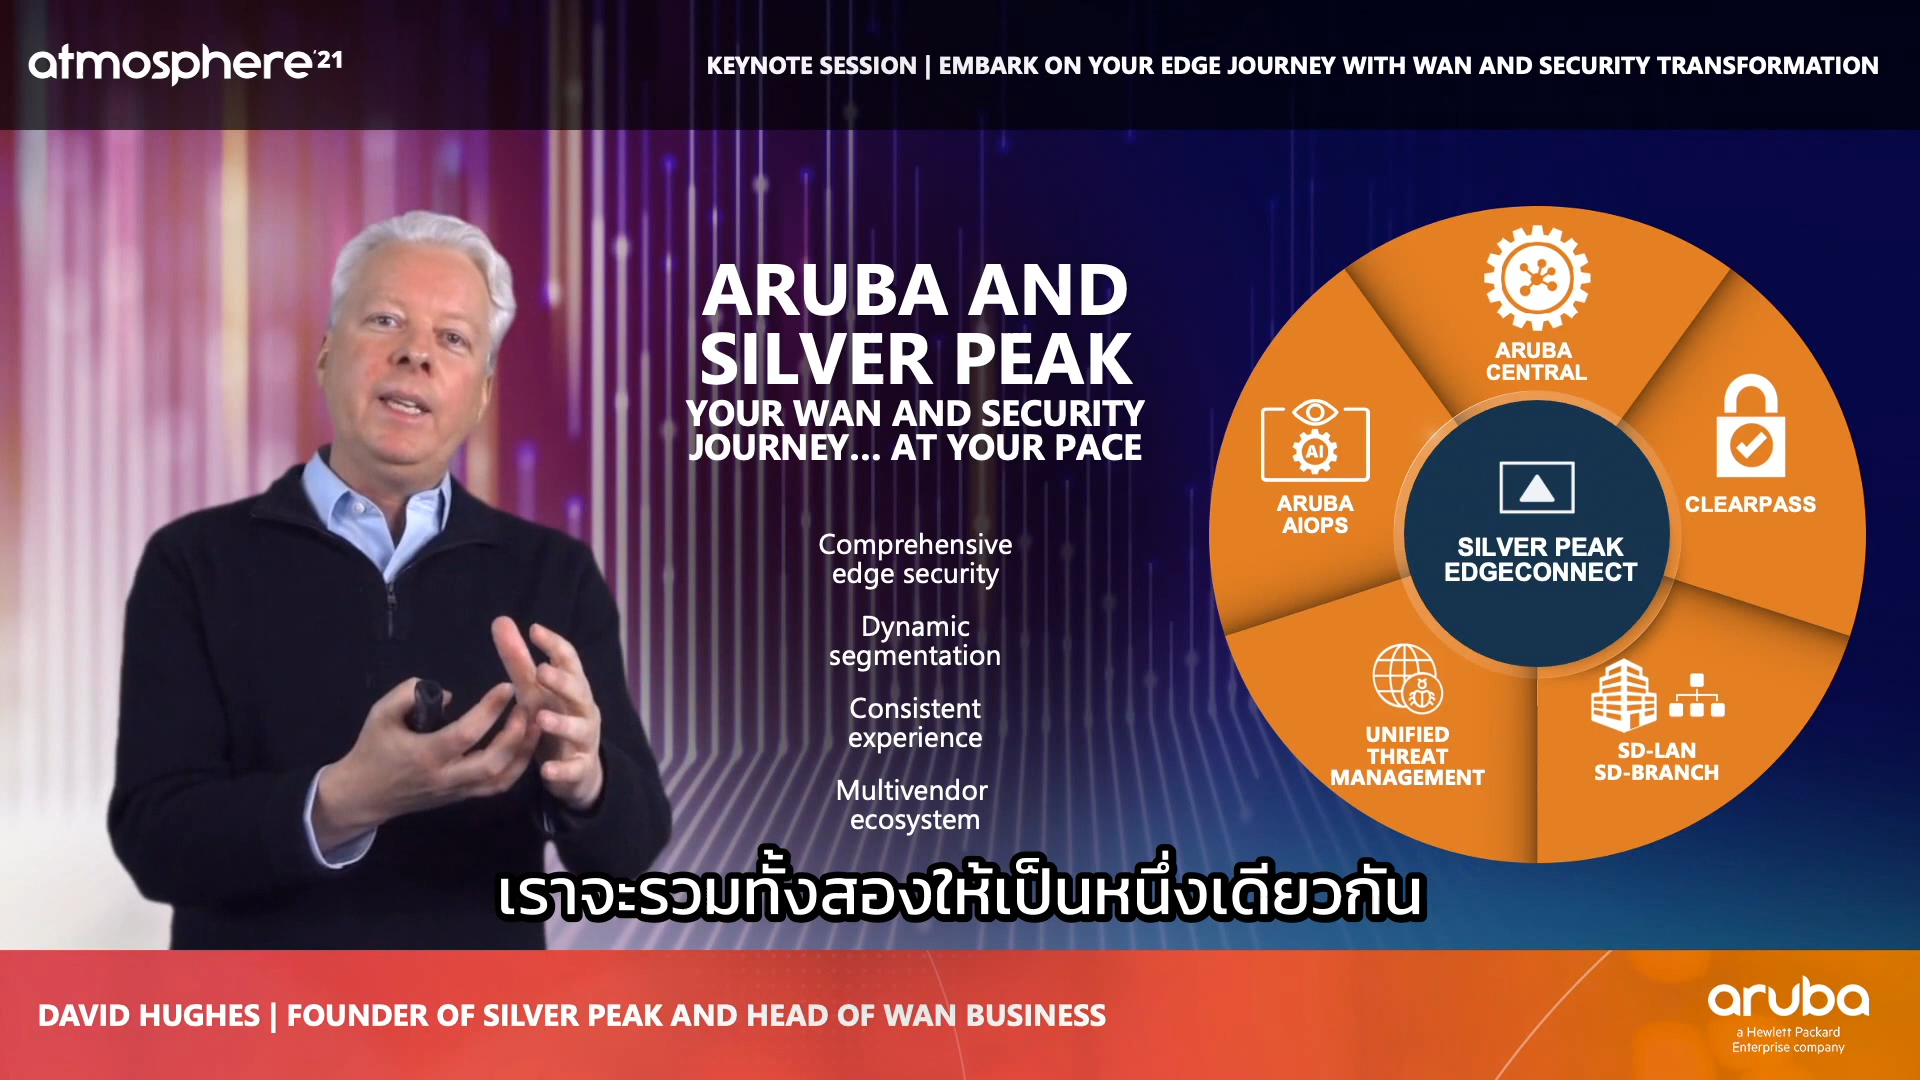 atmosphere'21
KEYNOTE SESSION | EMBARK ON YOUR EDGE JOURNEY WITH WAN AND SECURITY TRANSFORMATION
ARUBA AND
SILVER PEAK
YOUR WAN AND SECURITY
JOURNEY... AT YOUR PACE
Comprehensive
edge security
Dynamic
segmentation
Consistent
experience
Multivendor
ecosystem
ARUBA
CENTRAL
AI
ARUBA
AIOPS
CLEARPASS
SILVER PEAK
EDGECONNECT
UNIFIED
THREAT
MANAGEMENT
SD-LAN
SD-BRANCH
เราจะรวมทั้งสองให้เป็นหนึ่งเดียวกัน
DAVID HUGHES | FOUNDER OF SILVER PEAK AND HEAD OF WAN BUSINESS
aruba
a Hewlett Packard
Enterprise company